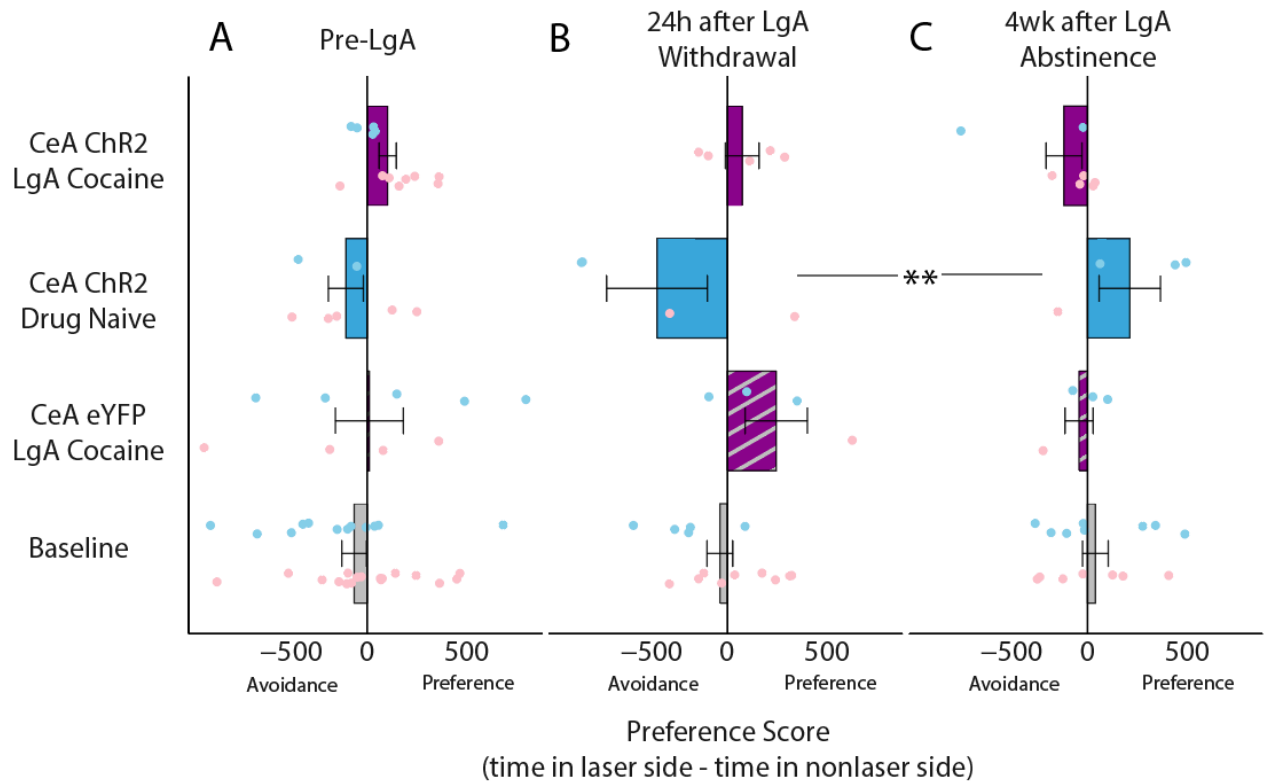 A
Pre-LgA
B
24h after LgA
Withdrawal
C
4wk after LgA
Abstinence
CeA ChR2
LgA Cocaine
CeA ChR2
Drug Naive
**
CeA eYFP
LgA Cocaine
Baseline
−500 0 500
Avoidance Preference
−500 0 500
Avoidance Preference
−500 0 500
Avoidance Preference
Preference Score
(time in laser side - time in nonlaser side)